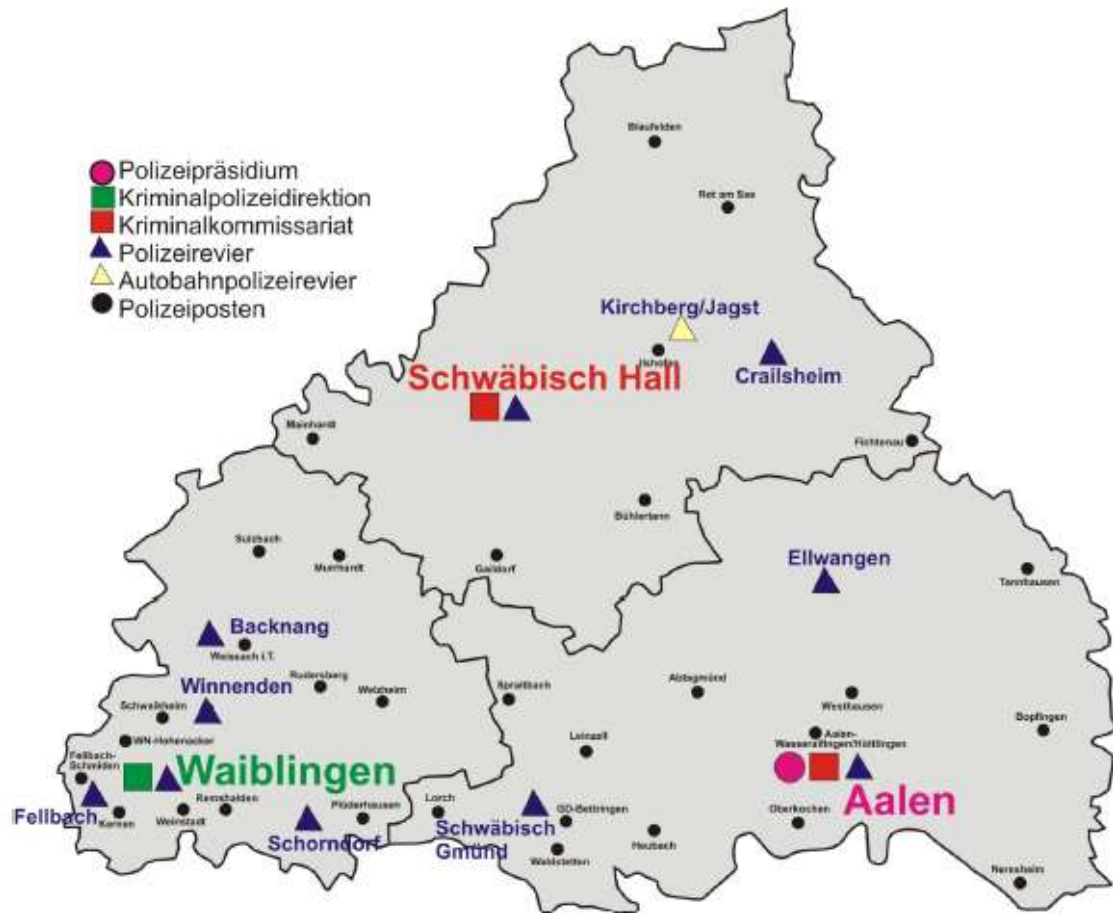 Blaufelden
Polizeipräsidium
Kriminalpolizeidirektion
Kriminalkommissariat
Polizeirevier
Autobahnpolizeirevier
Polizeiposten
Rot am See
Kirchberg/Jagst
Ilshofen
Crailsheim
Schwäbisch Hall
Mainhardt
Fichtenau
Bühlertann
Sulzbach
Murrhardt
Gaildorf
Ellwangen
Tannhausen
Backnang
Weissach i.T.
Rudersberg
Winnenden
Welzheim
Spraitbach
Abtsgmünd
Westhausen
Schwaikheim
Bopfingen
WN-Hohenacker
Leinzell
Aalen-
Wasseralfingen/Hüttlingen
Fellbach-
Schmiden
Waiblingen
Aalen
Fellbach
Kernen
Weinstadt
Remshalden
Schorndorf
Plüderhausen
Lorch
Schwäbisch
Gmünd
GD-Bettringen
Waldstetten
Heubach
Oberkochen
Neresheim